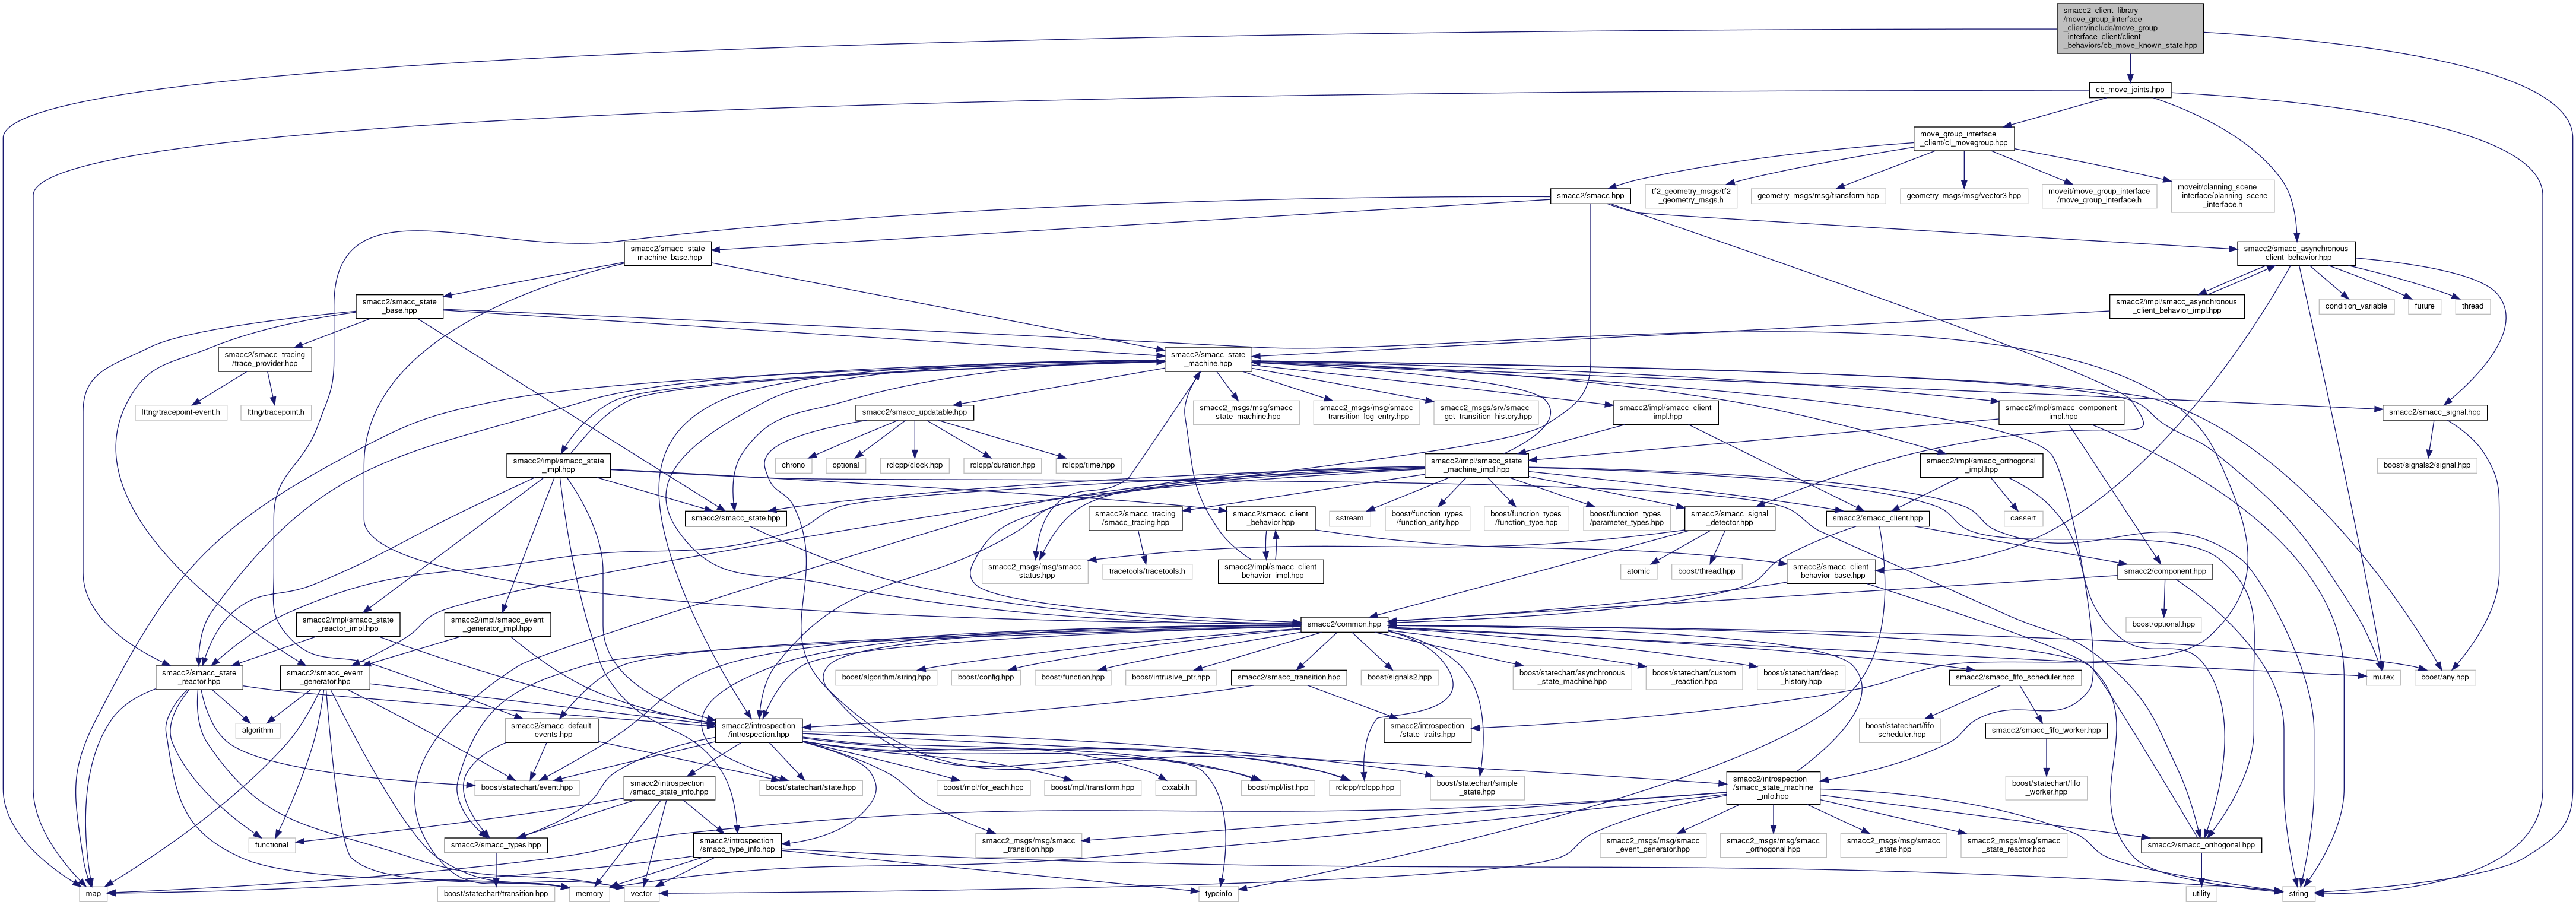 smacc2_client_library
/move_group_interface
_client/include/move_group
_interface_client/client
_behaviors/cb_move_known_state.hpp
cb_move_joints.hpp
move_group_interface
_client/cl_movegroup.hpp
smacc2/smacc.hpp
tf2_geometry_msgs/tf2
_geometry_msgs.h
geometry_msgs/msg/transform.hpp
geometry_msgs/msg/vector3.hpp
moveit/move_group_interface
/move_group_interface.h
moveit/planning_scene
_interface/planning_scene
_interface.h
smacc2/smacc_state
_machine_base.hpp
smacc2/smacc_asynchronous
_client_behavior.hpp
smacc2/smacc_state
_base.hpp
smacc2/impl/smacc_asynchronous
_client_behavior_impl.hpp
condition_variable
future
thread
smacc2/smacc_tracing
/trace_provider.hpp
smacc2/smacc_state
_machine.hpp
lttng/tracepoint-event.h
lttng/tracepoint.h
smacc2/smacc_updatable.hpp
smacc2_msgs/msg/smacc
_state_machine.hpp
smacc2_msgs/msg/smacc
_transition_log_entry.hpp
smacc2_msgs/srv/smacc
_get_transition_history.hpp
smacc2/impl/smacc_client
_impl.hpp
smacc2/impl/smacc_component
_impl.hpp
smacc2/smacc_signal.hpp
smacc2/impl/smacc_state
_impl.hpp
chrono
optional
rclcpp/clock.hpp
rclcpp/duration.hpp
rclcpp/time.hpp
smacc2/impl/smacc_state
_machine_impl.hpp
smacc2/impl/smacc_orthogonal
_impl.hpp
boost/signals2/signal.hpp
smacc2/smacc_state.hpp
smacc2/smacc_tracing
/smacc_tracing.hpp
smacc2/smacc_client
_behavior.hpp
sstream
boost/function_types
/function_arity.hpp
boost/function_types
/function_type.hpp
boost/function_types
/parameter_types.hpp
smacc2/smacc_signal
_detector.hpp
smacc2/smacc_client.hpp
cassert
smacc2_msgs/msg/smacc
_status.hpp
tracetools/tracetools.h
smacc2/impl/smacc_client
_behavior_impl.hpp
atomic
boost/thread.hpp
smacc2/smacc_client
_behavior_base.hpp
smacc2/component.hpp
smacc2/impl/smacc_state
_reactor_impl.hpp
smacc2/impl/smacc_event
_generator_impl.hpp
smacc2/common.hpp
boost/optional.hpp
smacc2/smacc_state
_reactor.hpp
smacc2/smacc_event
_generator.hpp
boost/algorithm/string.hpp
boost/config.hpp
boost/function.hpp
boost/intrusive_ptr.hpp
smacc2/smacc_transition.hpp
boost/signals2.hpp
boost/statechart/asynchronous
_state_machine.hpp
boost/statechart/custom
_reaction.hpp
boost/statechart/deep
_history.hpp
smacc2/smacc_fifo_scheduler.hpp
mutex
boost/any.hpp
algorithm
smacc2/smacc_default
_events.hpp
smacc2/introspection
/introspection.hpp
smacc2/introspection
/state_traits.hpp
boost/statechart/fifo
_scheduler.hpp
smacc2/smacc_fifo_worker.hpp
boost/statechart/event.hpp
smacc2/introspection
/smacc_state_info.hpp
boost/statechart/state.hpp
boost/mpl/for_each.hpp
boost/mpl/transform.hpp
cxxabi.h
boost/mpl/list.hpp
rclcpp/rclcpp.hpp
boost/statechart/simple
_state.hpp
smacc2/introspection
/smacc_state_machine
_info.hpp
boost/statechart/fifo
_worker.hpp
functional
smacc2/smacc_types.hpp
smacc2/introspection
/smacc_type_info.hpp
smacc2_msgs/msg/smacc
_transition.hpp
smacc2_msgs/msg/smacc
_event_generator.hpp
smacc2_msgs/msg/smacc
_orthogonal.hpp
smacc2_msgs/msg/smacc
_state.hpp
smacc2_msgs/msg/smacc
_state_reactor.hpp
smacc2/smacc_orthogonal.hpp
map
boost/statechart/transition.hpp
memory
vector
typeinfo
utility
string